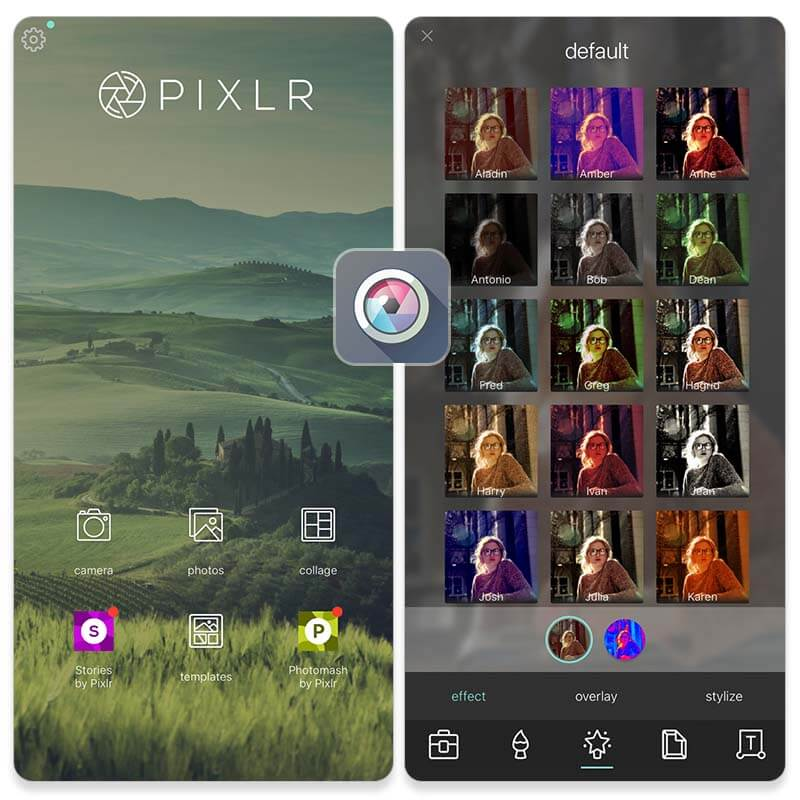 PIXLR
camera
photos
collage
S
P
Stories
by Pixlr
templates
Photomash
by Pixlr
default
Aladin
Amber
Anne
Antonio
Bob
Dean
Fred
Greg
Hagrid
Harry
Ivan
Jean
Josh
Julia
Karen
effect
overlay
stylize
T